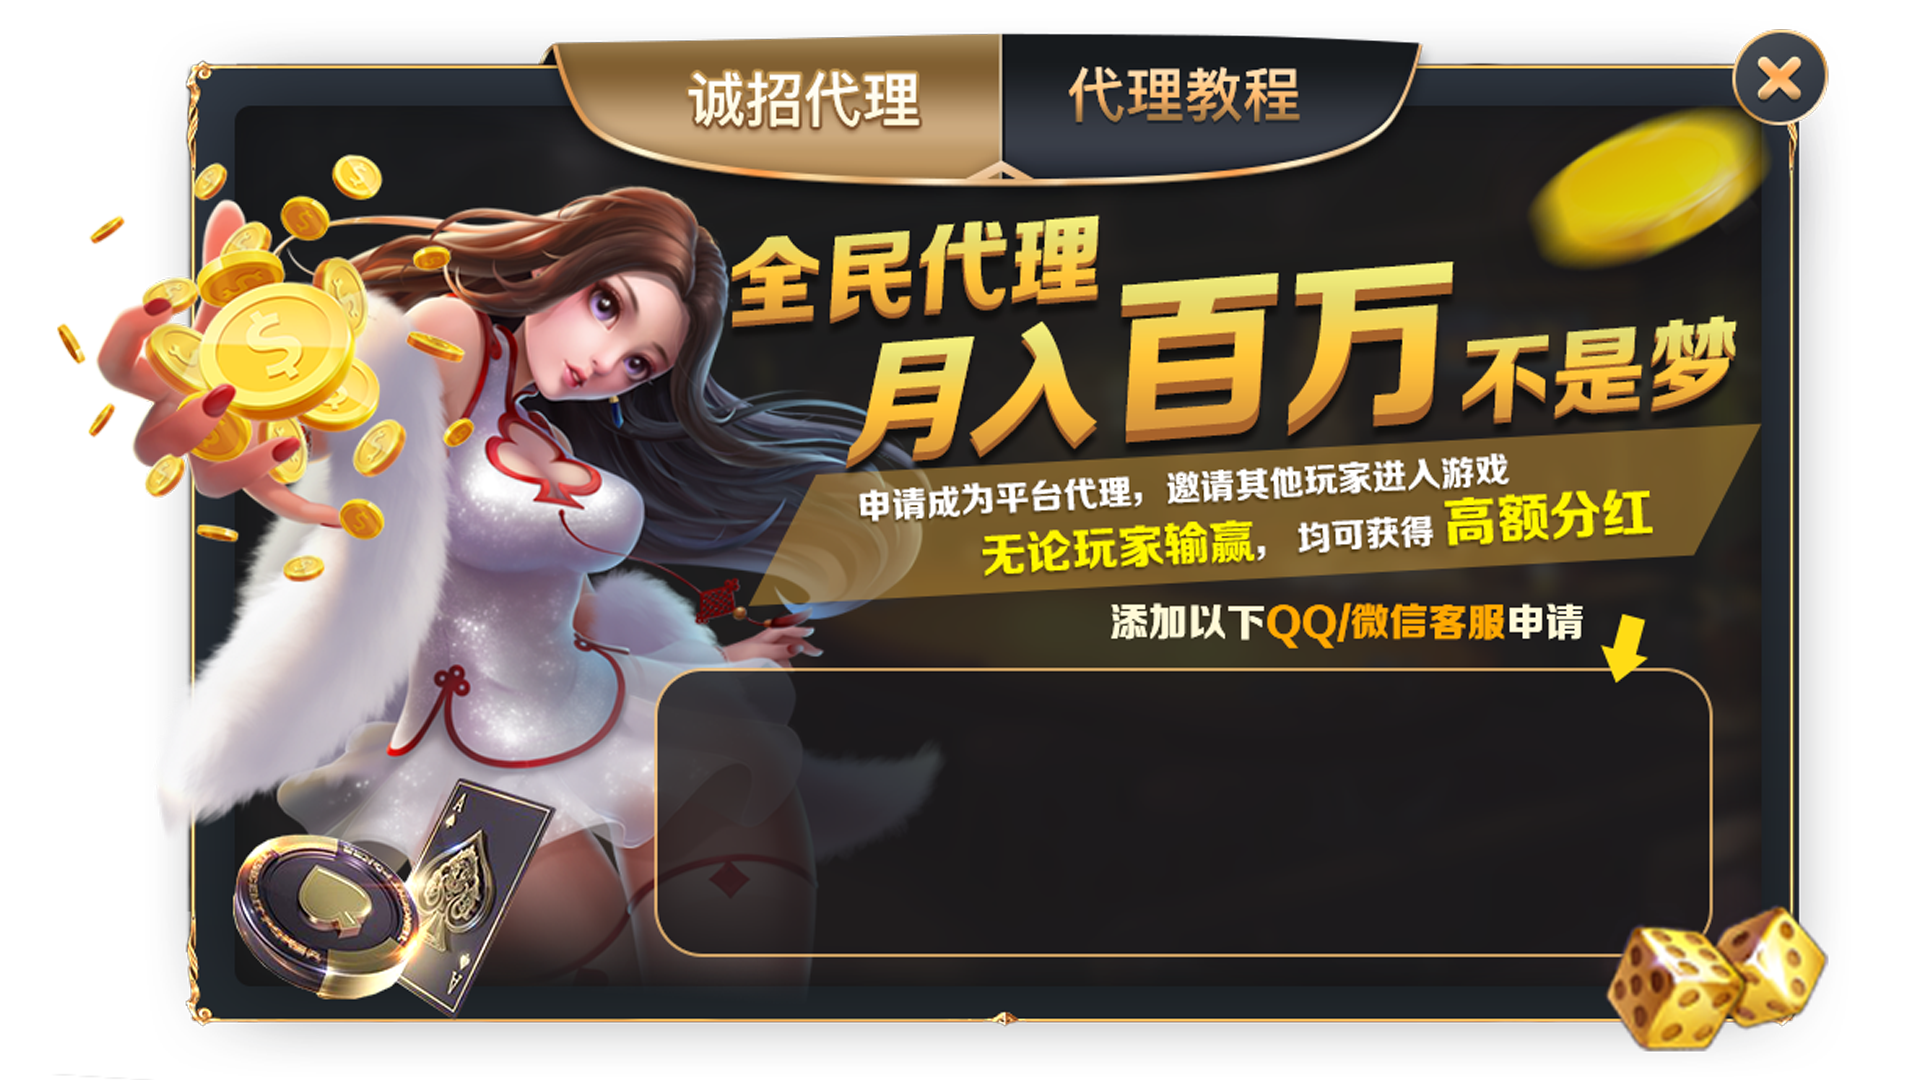 诚招代理
代理教程
全民代理
月入百万不是梦
申请成为平台代理，邀请其他玩家进入游戏
无论玩家输赢，均可获得高额分红
添加以下QQ/微信客服申请
A
A